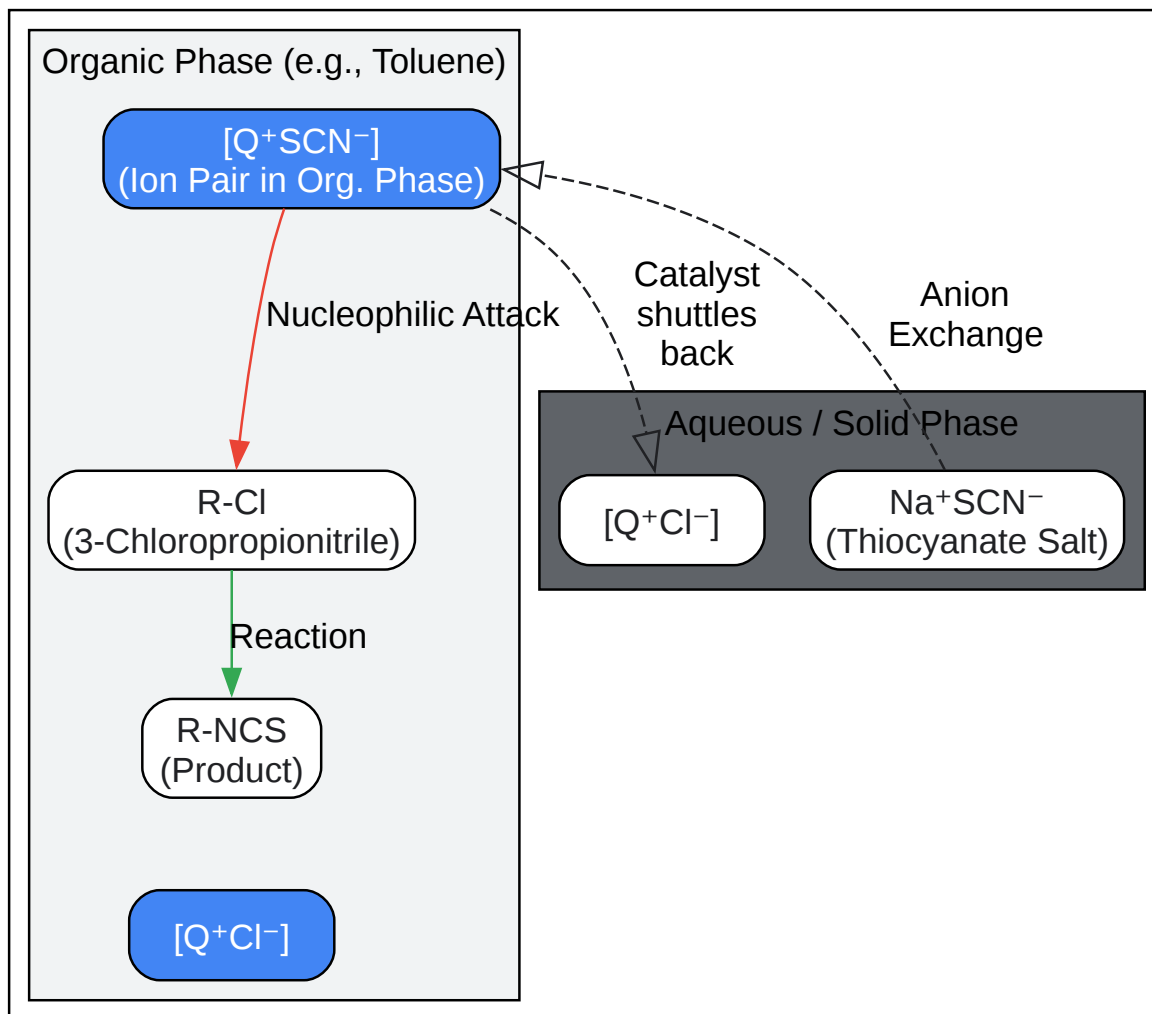 Organic Phase (e.g., Toluene)
[Q⁺SCN⁻]
(Ion Pair in Org. Phase)
Nucleophilic Attack
Catalyst
shuttles
back
Anion
Exchange
Aqueous / Solid Phase
R-Cl
(3-Chloropropionitrile)
[Q⁺Cl⁻]
Na⁺SCN⁻
(Thiocyanate Salt)
Reaction
R-NCS
(Product)
[Q⁺Cl⁻]